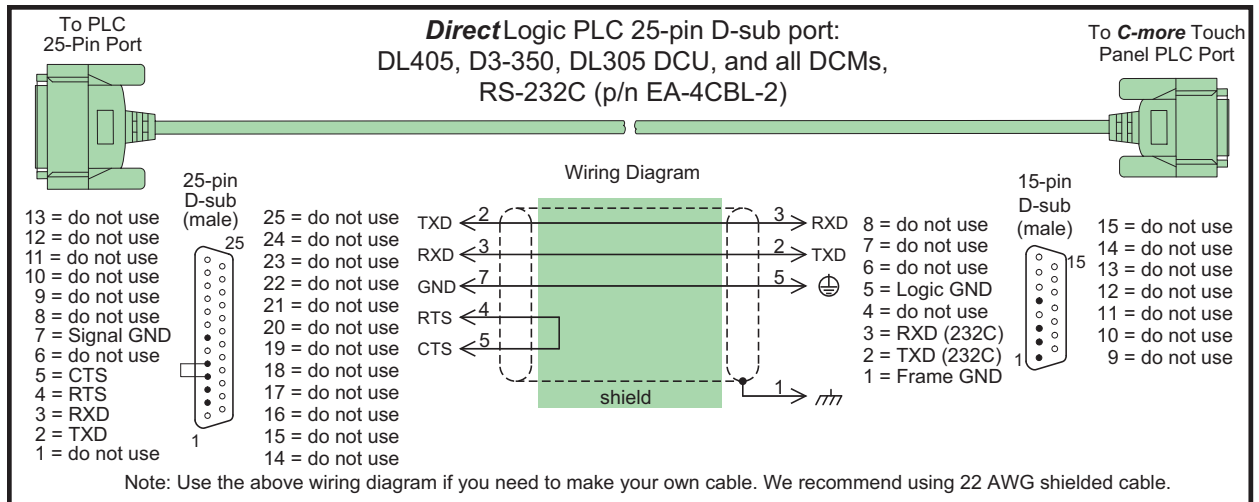 To PLC
25-Pin Port
DirectLogic PLC 25-pin D-sub port:
DL405, D3-350, DL305 DCU, and all DCMs,
RS-232C (p/n EA-4CBL-2)
To C-more Touch
Panel PLC Port
Wiring Diagram
25-pin
D-sub
(male)
25
1
13 = do not use
12 = do not use
11 = do not use
10 = do not use
9 = do not use
8 = do not use
7 = Signal GND
6 = do not use
5 = CTS
4 = RTS
3 = RXD
2 = TXD
1 = do not use
25 = do not use
24 = do not use
23 = do not use
22 = do not use
21 = do not use
20 = do not use
19 = do not use
18 = do not use
17 = do not use
16 = do not use
15 = do not use
14 = do not use
TXD 2 3 RXD
RXD 3 2 TXD
GND 7 5
RTS 4
CTS 5
shield
1
8 = do not use
7 = do not use
6 = do not use
5 = Logic GND
4 = do not use
3 = RXD (232C)
2 = TXD (232C)
1 = Frame GND
15-pin
D-sub
(male)
15
1
15 = do not use
14 = do not use
13 = do not use
12 = do not use
11 = do not use
10 = do not use
9 = do not use
Note: Use the above wiring diagram if you need to make your own cable. We recommend using 22 AWG shielded cable.